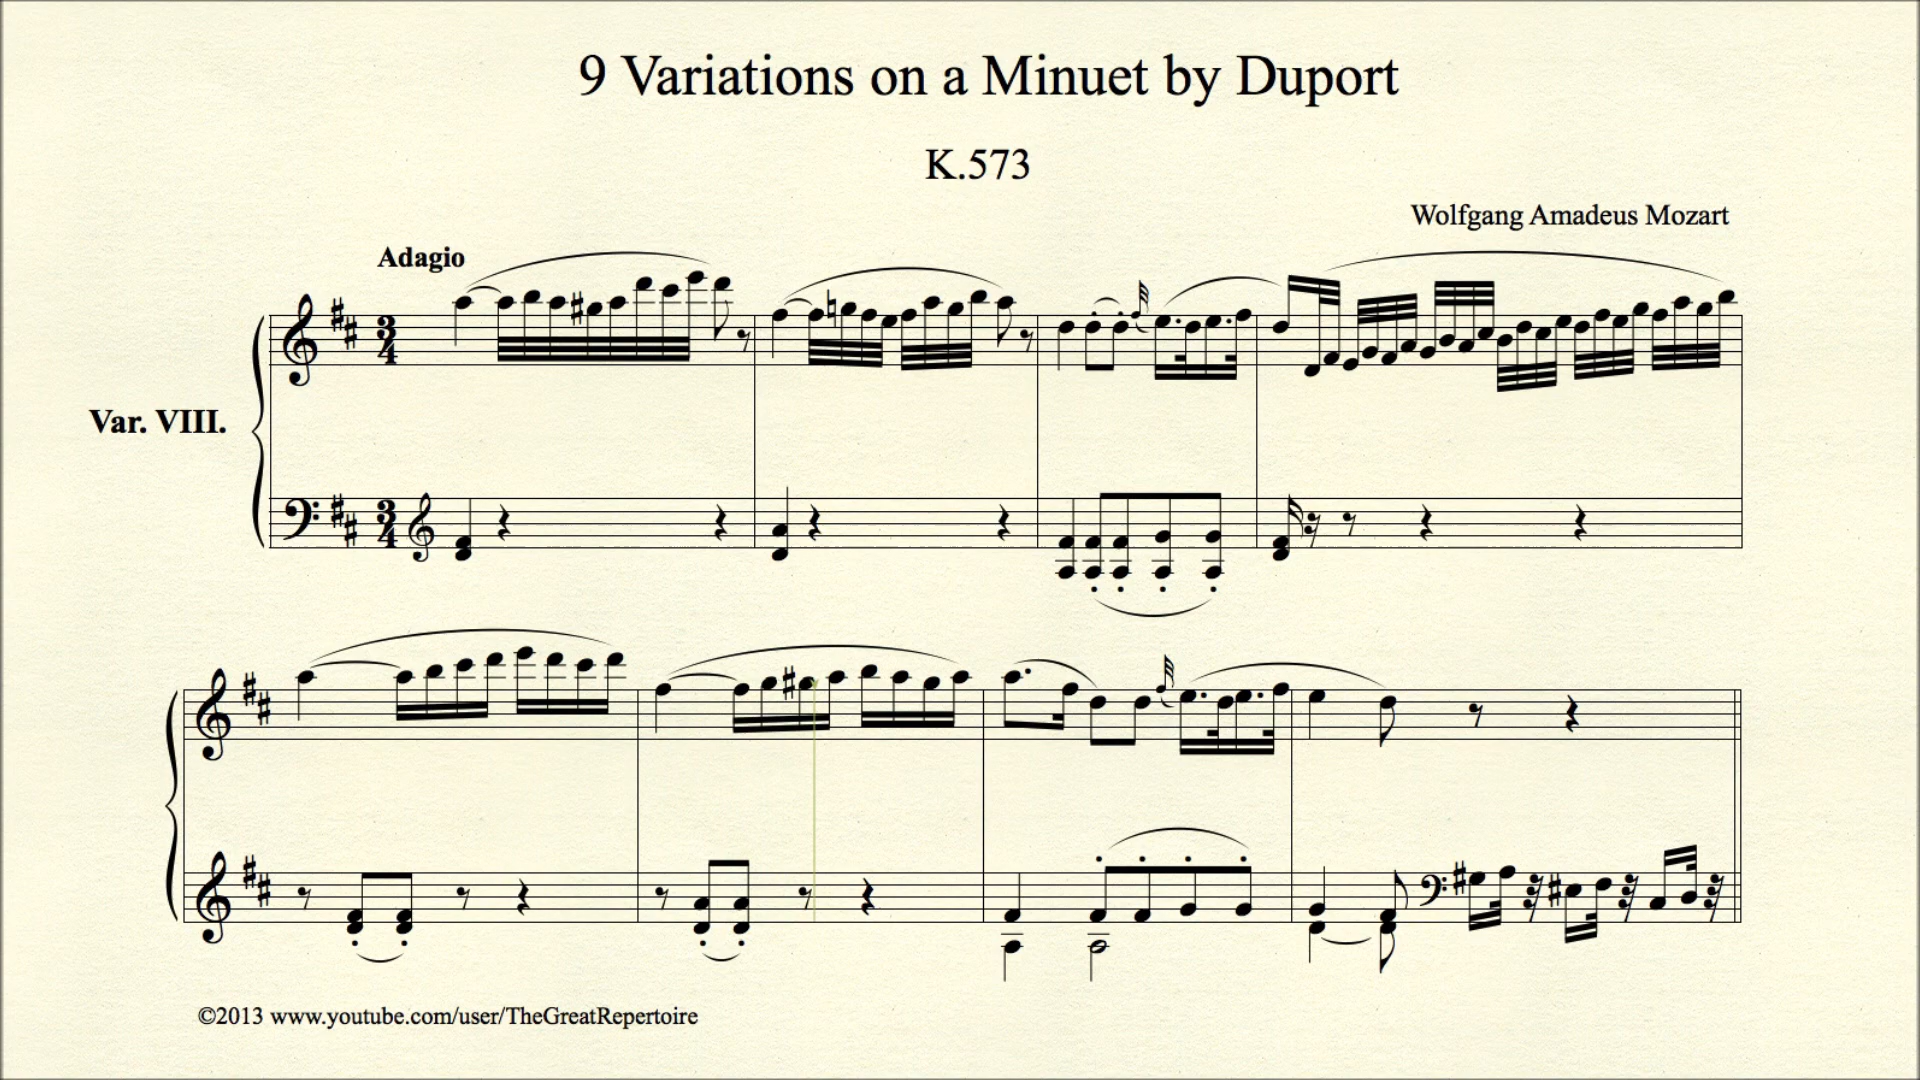 9 Variations on a Minuet by Duport
K.573
Wolfgang Amadeus Mozart
Adagio
Var. VIII.
©2013 www.youtube.com/user/TheGreatRepertoire